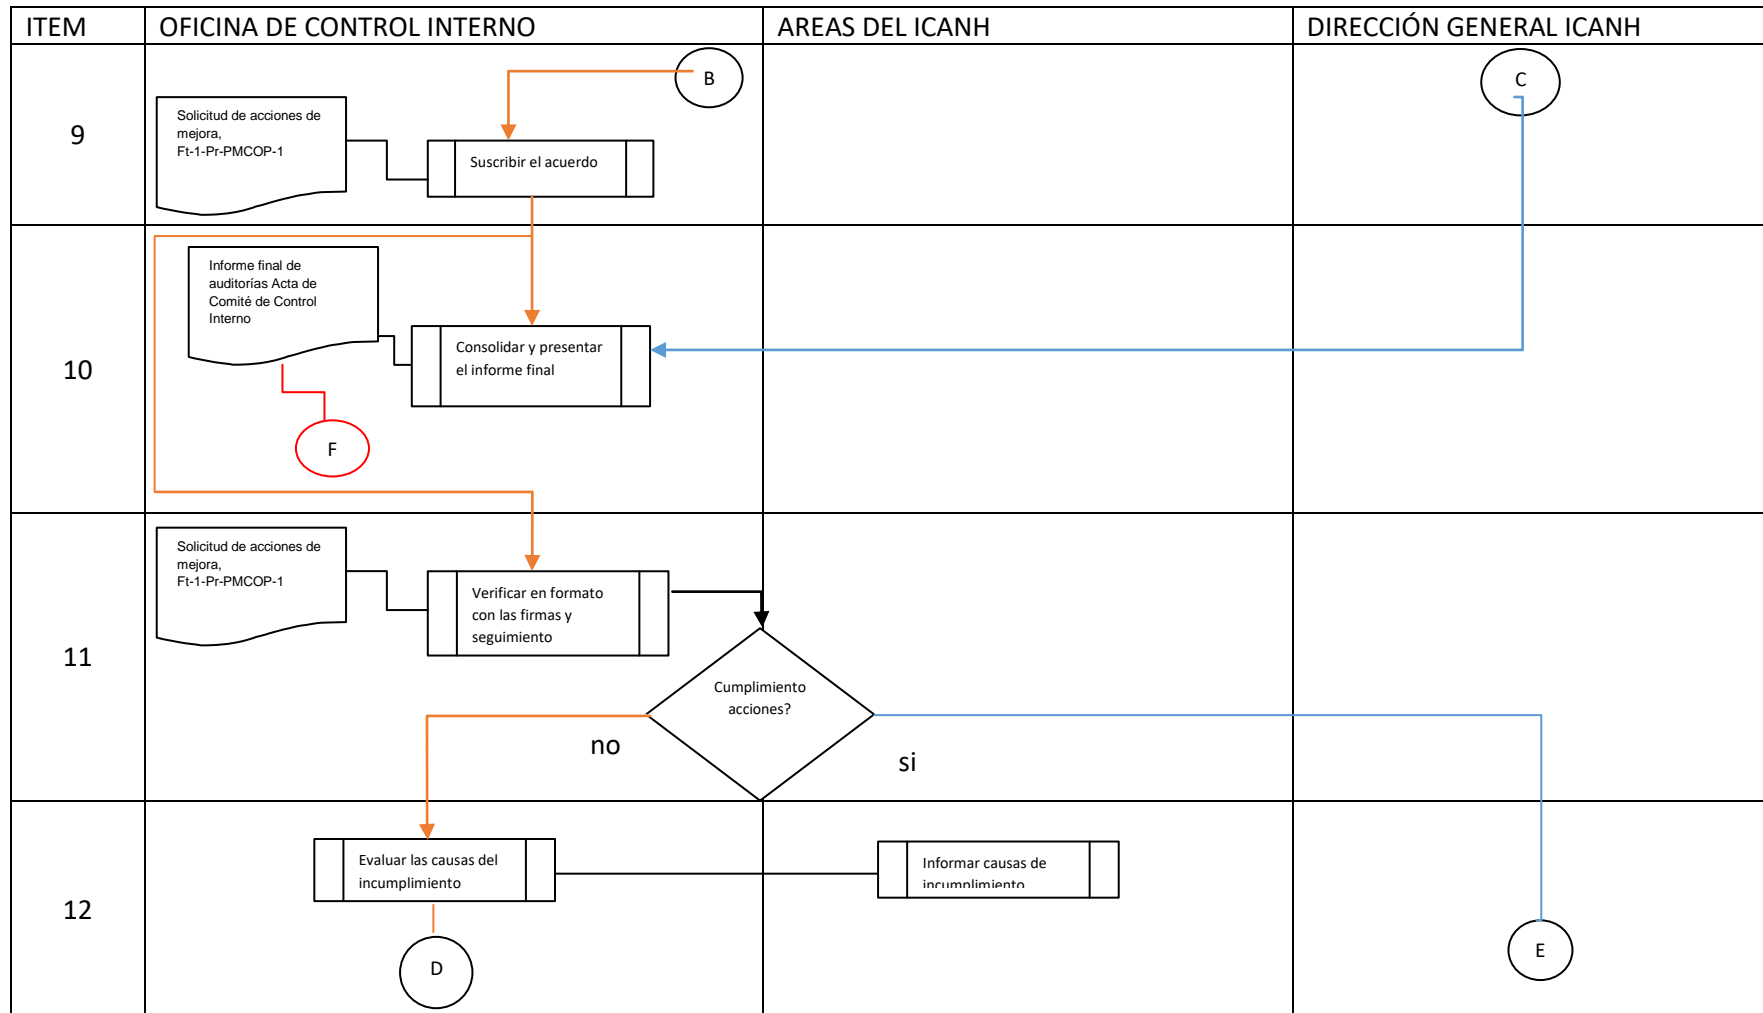 ITEM
OFICINA DE CONTROL INTERNO
AREAS DEL ICANH
DIRECCIÓN GENERAL ICANH
9
B
C
Solicitud de acciones de
mejora,
Ft-1-Pr-PMCOP-1
Suscribir el acuerdo
10
Informe final de
auditorías Acta de
Comité de Control
Interno
Consolidar y presentar
el informe final
F
11
Solicitud de acciones de
mejora,
Ft-1-Pr-PMCOP-1
Verificar en formato
con las firmas y
seguimiento
Cumplimiento
acciones?
no
si
12
Evaluar las causas del
incumplimiento
Informar causas de
incumplimiento
D
E